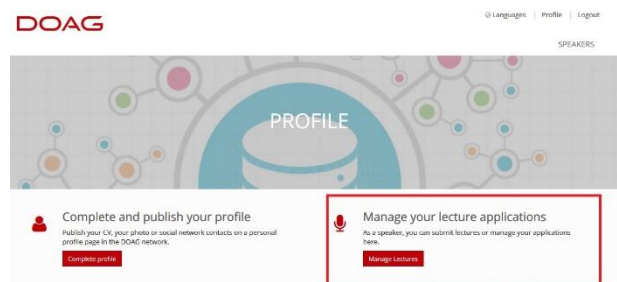 DOAG
Languages | Profile | Logout
SPEAKERS
PROFILE
Complete and publish your profile
Publish your CV, your photo or social network contacts on a personal
profile page in the DOAG network.
Complete profile
Manage your lecture applications
As a speaker, you can submit lectures or manage your applications
here.
Manage Lectures